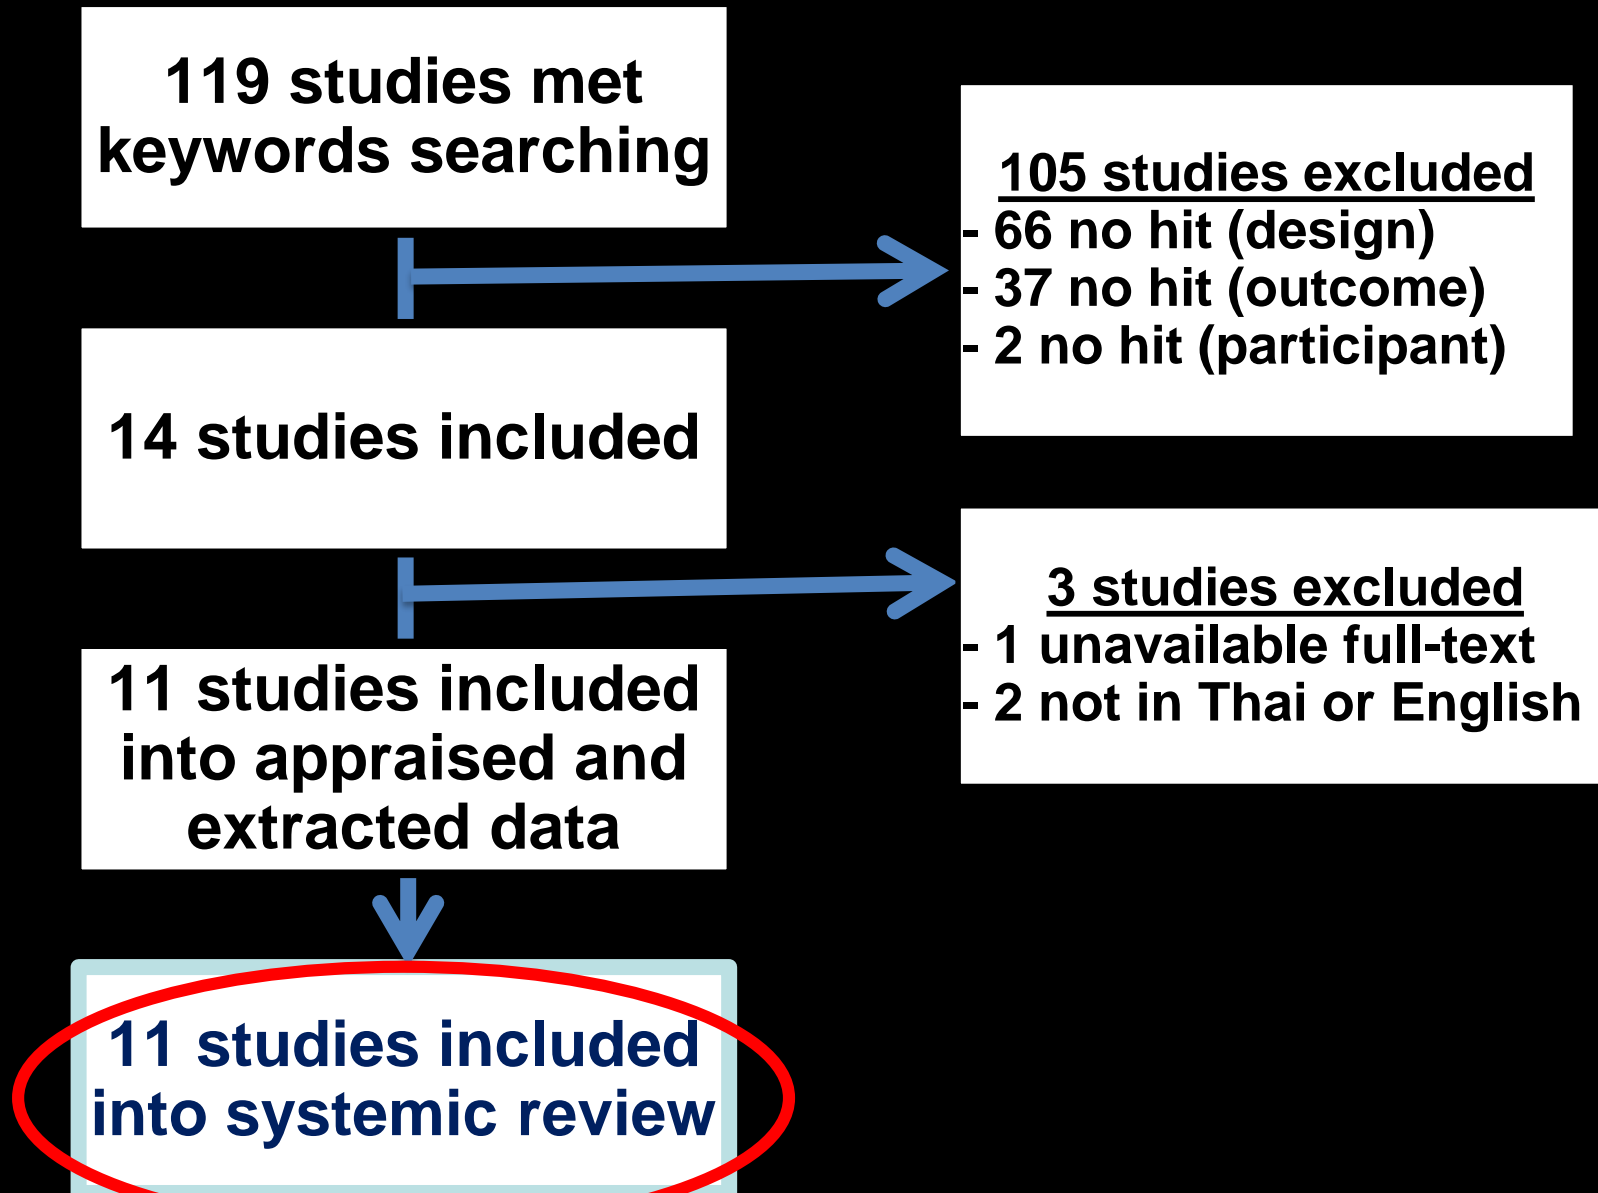 119 studies met
keywords searching
105 studies excluded
- 66 no hit (design)
- 37 no hit (outcome)
- 2 no hit (participant)
14 studies included
3 studies excluded
- 1 unavailable full-text
- 2 not in Thai or English
11 studies included
into appraised and
extracted data
11 studies included
into systemic review